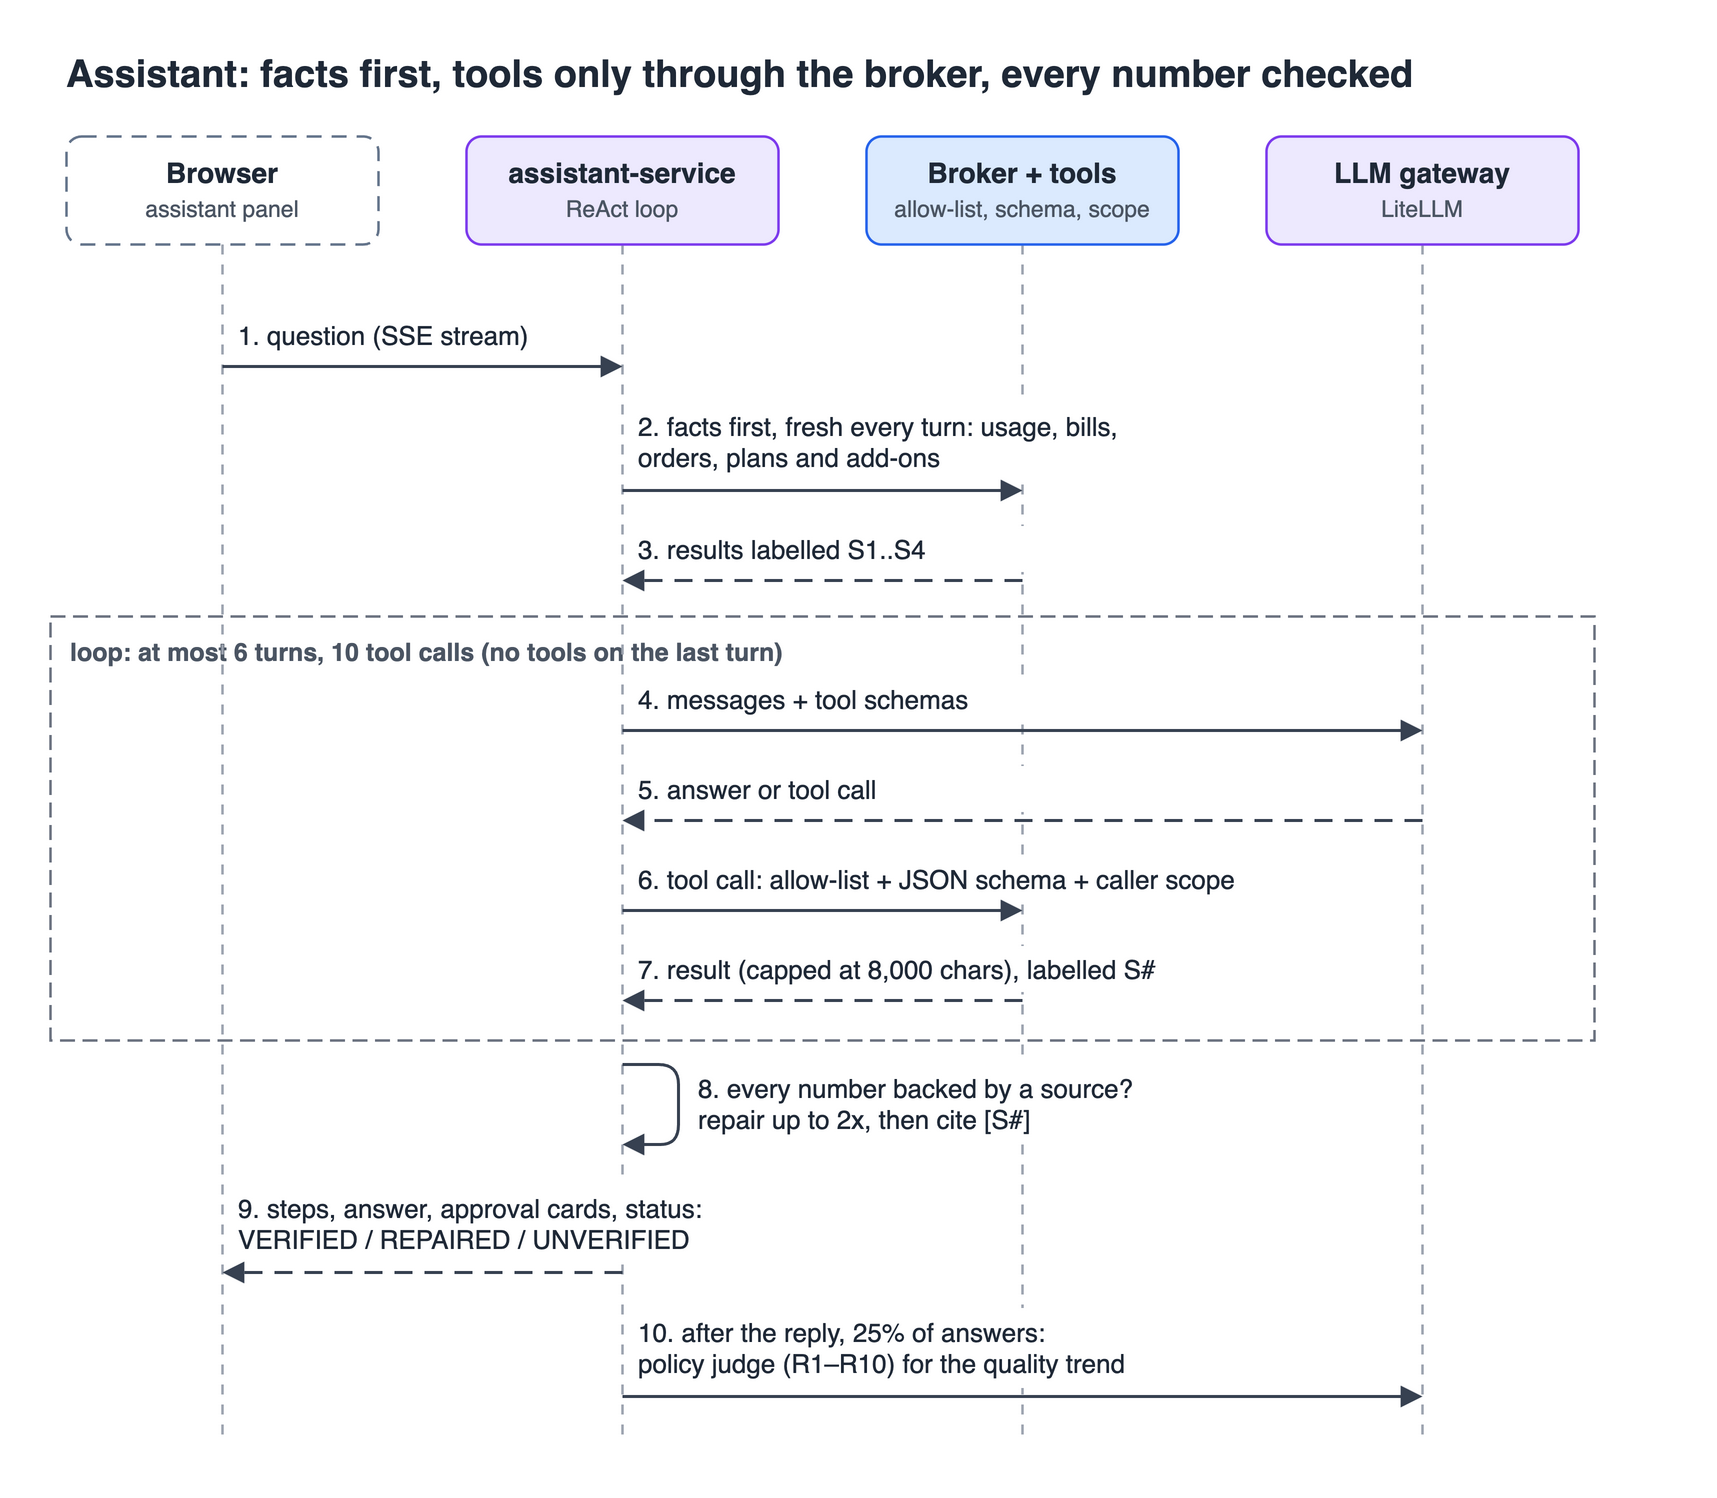 Assistant: facts first, tools only through the broker, every number checked
Browser
assistant panel
assistant-service
ReAct loop
Broker + tools
allow-list, schema, scope
LLM gateway
LiteLLM
1. question (SSE stream)
2. facts first, fresh every turn: usage, bills,
orders, plans and add-ons
3. results labelled S1..S4
loop: at most 6 turns, 10 tool calls (no tools on the last turn)
4. messages + tool schemas
5. answer or tool call
6. tool call: allow-list + JSON schema + caller scope
7. result (capped at 8,000 chars), labelled S#
8. every number backed by a source?
repair up to 2x, then cite [S#]
9. steps, answer, approval cards, status:
VERIFIED / REPAIRED / UNVERIFIED
10. after the reply, 25% of answers:
policy judge (R1–R10) for the quality trend